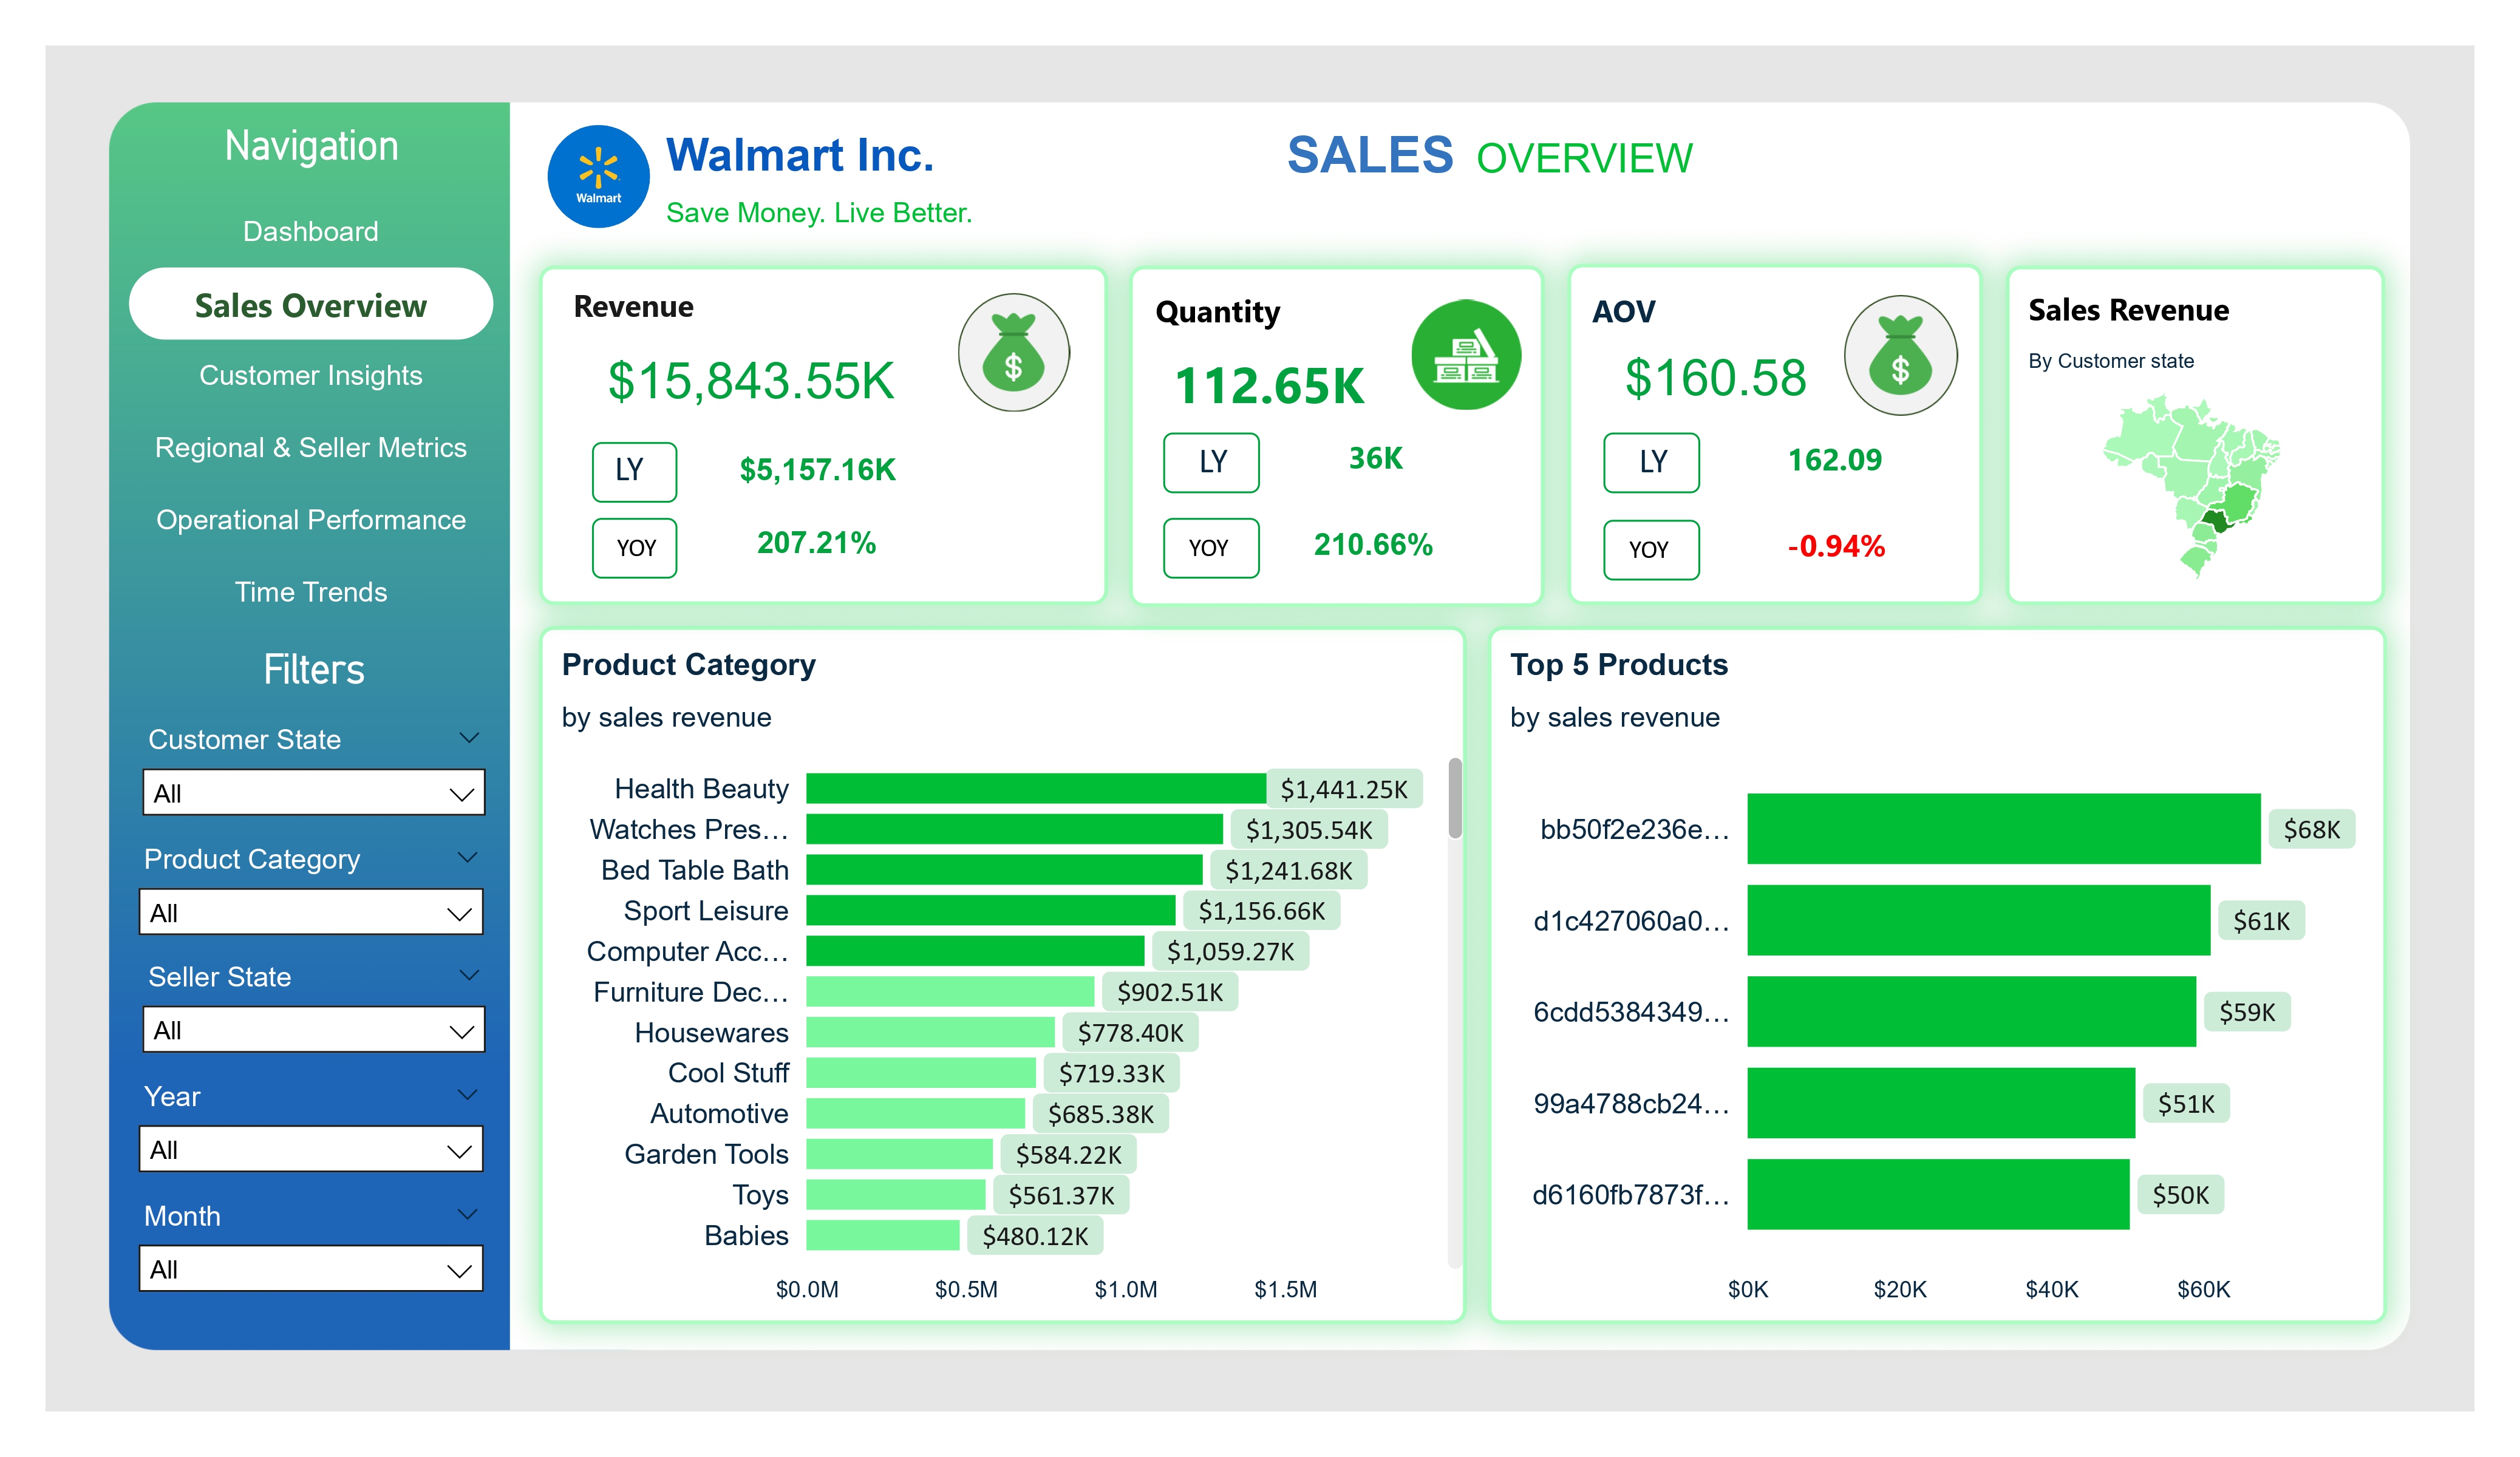 Navigation
Dashboard
Sales Overview
Customer Insights
Regional & Seller Metrics
Operational Performance
Time Trends
Filters
Customer State
All
Product Category
All
Seller State
All
Year
All
Month
All
Walmart
Walmart Inc.
Save Money. Live Better.
SALES OVERVIEW
Revenue
$
$15,843.55K
LY $5,157.16K
YOY 207.21%
Quantity
112.65K
LY 36K
YOY 210.66%
AOV
$
$160.58
LY 162.09
YOY -0.94%
Sales Revenue
By Customer state
Product Category
by sales revenue
Health Beauty $1,441.25K
Watches Pres… $1,305.54K
Bed Table Bath $1,241.68K
Sport Leisure $1,156.66K
Computer Acc… $1,059.27K
Furniture Dec… $902.51K
Housewares $778.40K
Cool Stuff $719.33K
Automotive $685.38K
Garden Tools $584.22K
Toys $561.37K
Babies $480.12K
$0.0M $0.5M $1.0M $1.5M
Top 5 Products
by sales revenue
bb50f2e236e… $68K
d1c427060a0… $61K
6cdd5384349… $59K
99a4788cb24… $51K
d6160fb7873f… $50K
$0K $20K $40K $60K